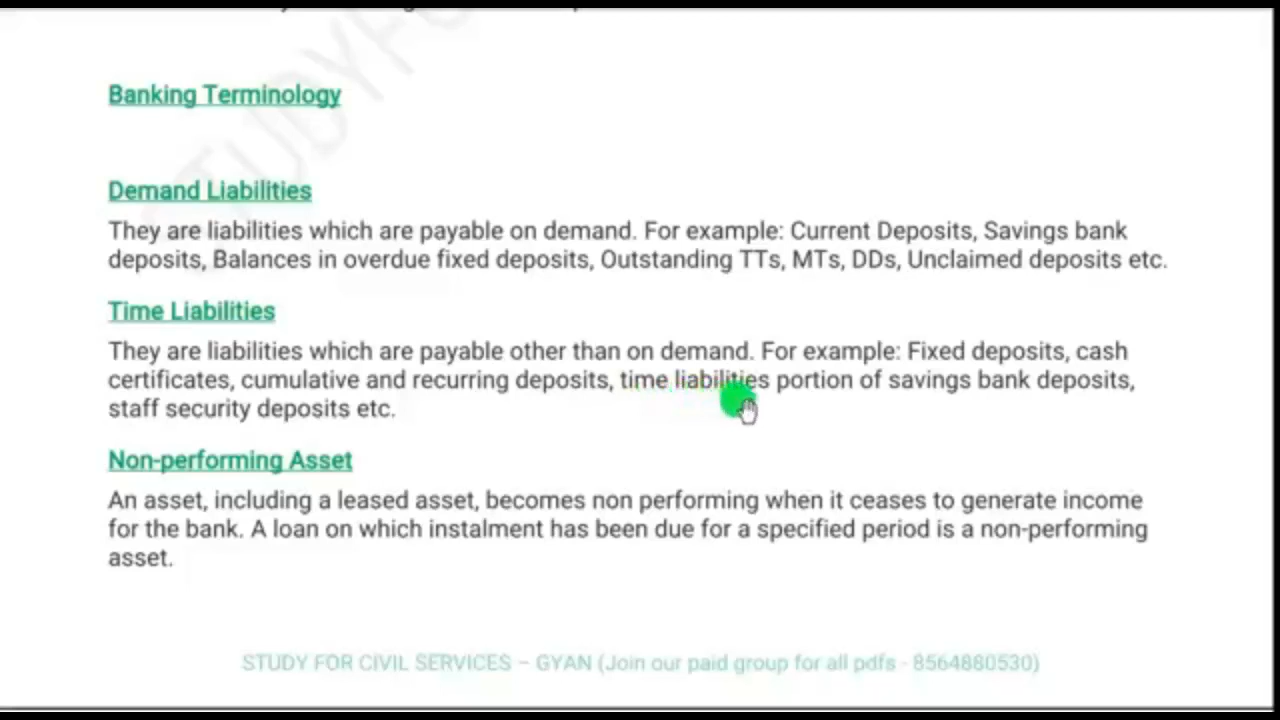 Banking Terminology
Demand Liabilities
They are liabilities which are payable on demand. For example: Current Deposits, Savings bank
deposits, Balances in overdue fixed deposits, Outstanding TTs, MTs, DDs, Unclaimed deposits etc.
Time Liabilities
They are liabilities which are payable other than on demand. For example: Fixed deposits, cash
certificates, cumulative and recurring deposits, time liabilities portion of savings bank deposits,
staff security deposits etc.
Non-performing Asset
An asset, including a leased asset, becomes non performing when it ceases to generate income
for the bank. A loan on which instalment has been due for a specified period is a non-performing
asset.
STUDY FOR CIVIL SERVICES – GYAN (Join our paid group for all pdfs - 8564880530)